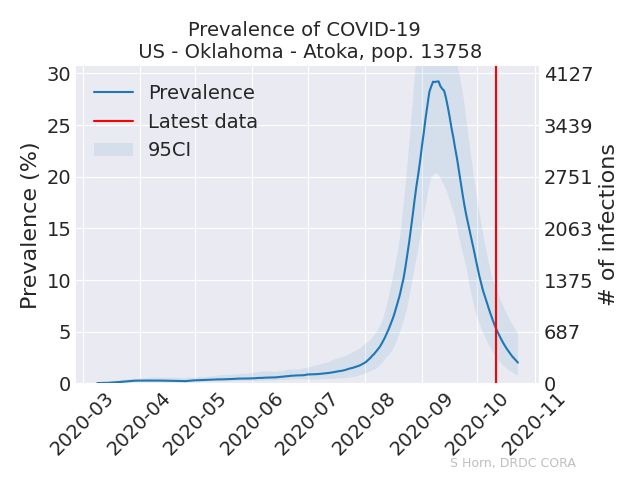 Prevalence of COVID-19
US - Oklahoma - Atoka, pop. 13758
Prevalence
Latest data
95CI
Prevalence (%)
30
25
20
15
10
5
0
4127
3439
2751
2063
1375
687
0
# of infections
2020-03
2020-04
2020-05
2020-06
2020-07
2020-08
2020-09
2020-10
2020-11
S Horn, DRDC CORA